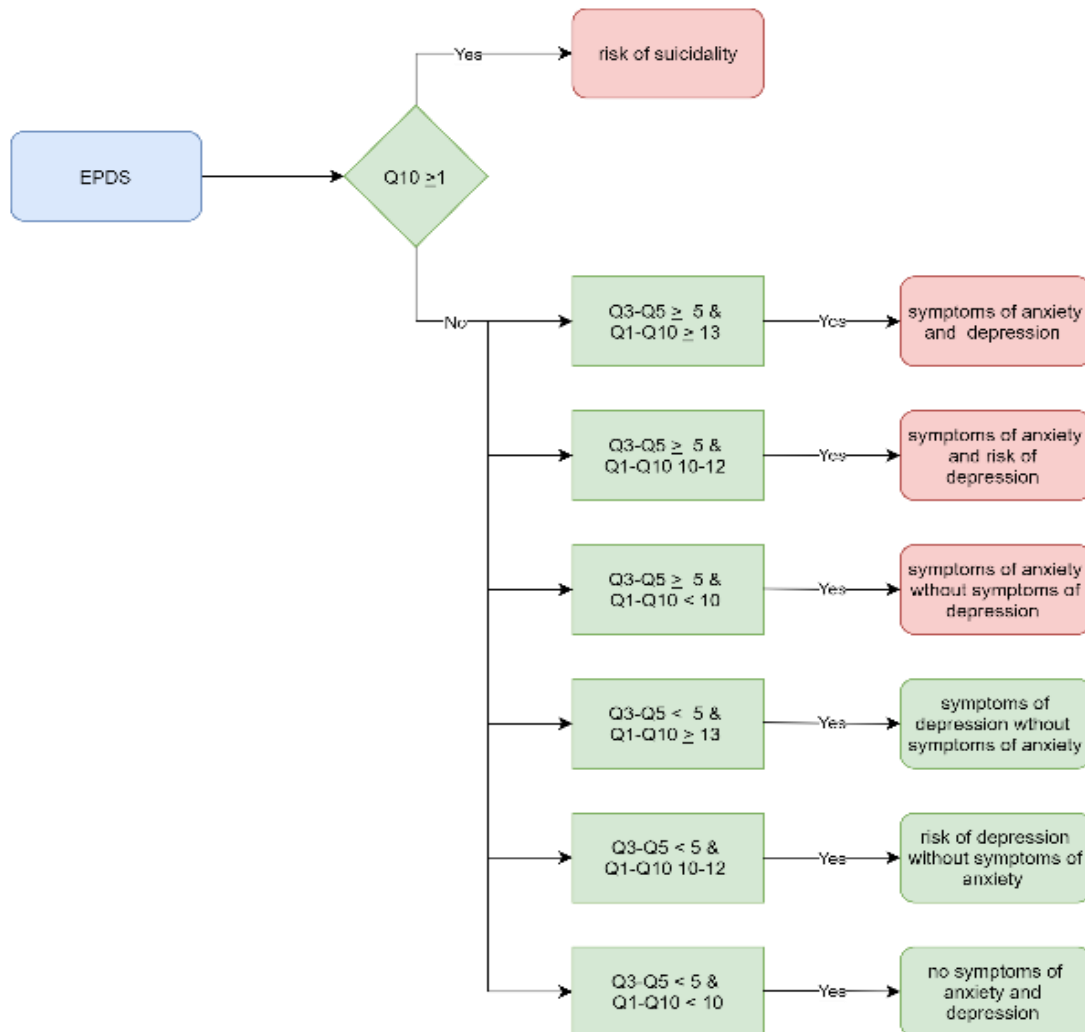 Yes
risk of suicidality
EPDS
Q10 ≥1
No
Q3-Q5 ≥ 5 &
Q1-Q10 ≥ 13
Yes
symptoms of anxiety
and depression
Q3-Q5 ≥ 5 &
Q1-Q10 10-12
Yes
symptoms of anxiety
and risk of
depression
Q3-Q5 ≥ 5 &
Q1-Q10 < 10
Yes
symptoms of anxiety
wthout symptoms of
depression
Q3-Q5 < 5 &
Q1-Q10 ≥ 13
Yes
symptoms of
depression wthout
symptoms of anxiety
Q3-Q5 < 5 &
Q1-Q10 10-12
Yes
risk of depression
without symptoms of
anxiety
Q3-Q5 < 5 &
Q1-Q10 < 10
Yes
no symptoms of
anxiety and
depression